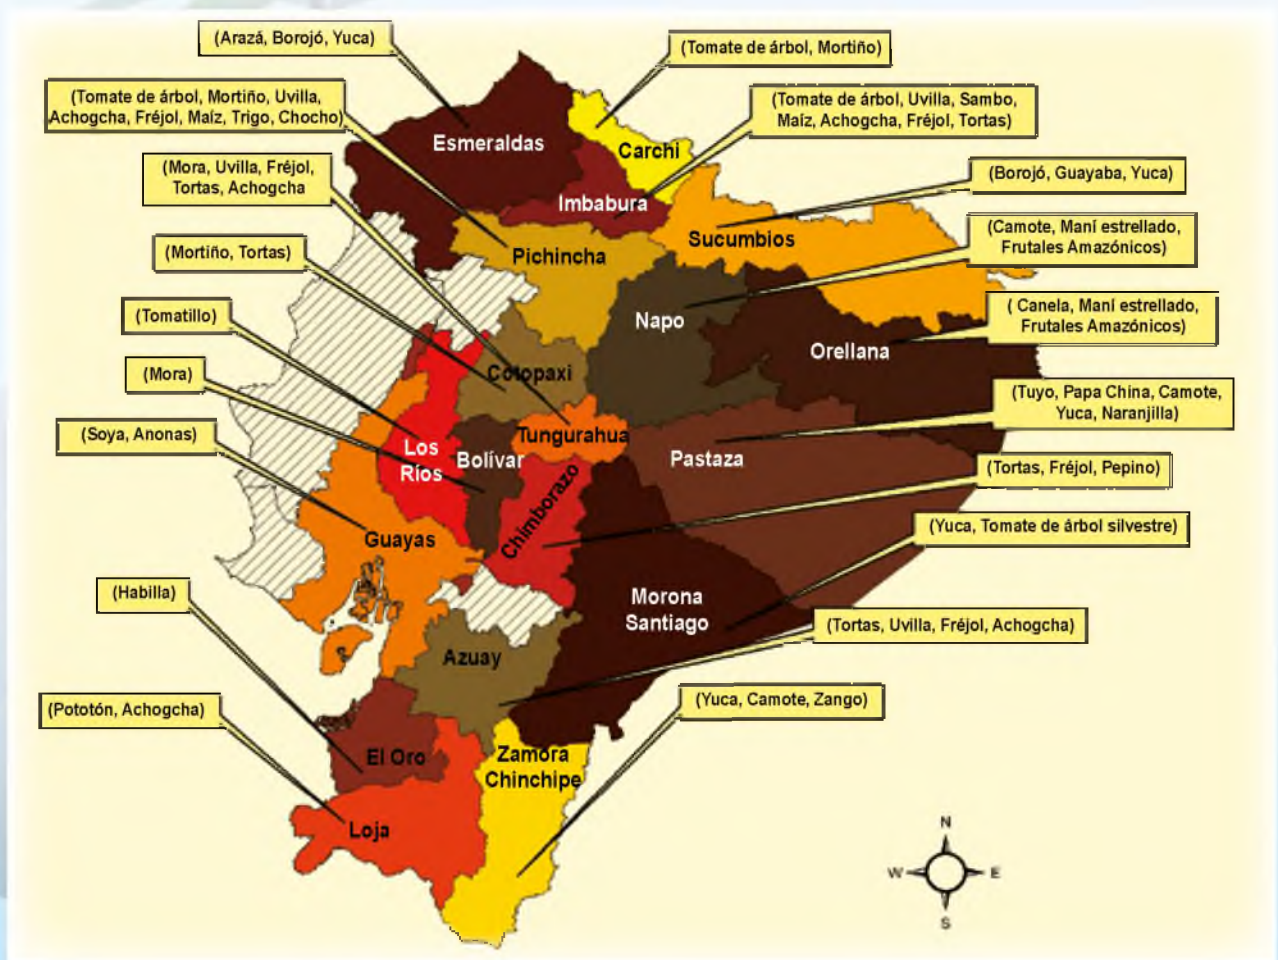 (Arazá, Borojó, Yuca)
(Tomate de árbol, Mortiño)
(Tomate de árbol, Mortiño, Uvilla,
Achogcha, Fréjol, Maíz, Trigo, Chocho)
(Tomate de árbol, Uvilla, Sambo,
Maíz, Achogcha, Fréjol, Tortas)
(Mora, Uvilla, Fréjol,
Tortas, Achogcha
(Borojó, Guayaba, Yuca)
(Camote, Maní estrellado,
Frutales Amazónicos)
(Mortiño, Tortas)
(Tomatillo)
( Canela, Maní estrellado,
Frutales Amazónicos)
(Mora)
(Tuyo, Papa China, Camote,
Yuca, Naranjilla)
(Soya, Anonas)
(Tortas, Fréjol, Pepino)
(Yuca, Tomate de árbol silvestre)
(Habilla)
(Tortas, Uvilla, Fréjol, Achogcha)
(Pototón, Achogcha)
(Yuca, Camote, Zango)
Esmeraldas
Carchi
Imbabura
Sucumbios
Pichincha
Napo
Orellana
Cotopaxi
Tungurahua
Los
Ríos
Bolívar
Pastaza
Chimborazo
Guayas
Morona
Santiago
Azuay
El Oro
Zamora
Chinchipe
Loja
N
W
E
S